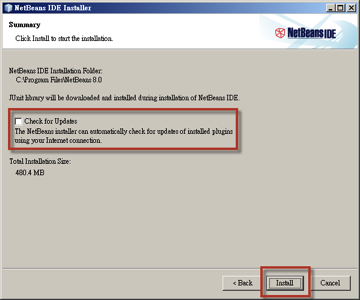 NetBeans IDE Installer
Summary
Click Install to start the installation.
NetBeans IDE
NetBeans IDE Installation Folder:
C:\Program Files\NetBeans 8.0
JUnit library will be downloaded and installed during installation of NetBeans IDE.
Check for Updates
The NetBeans installer can automatically check for updates of installed plugins
using your Internet connection.
Total Installation Size:
480.4 MB
< Back Install Cancel